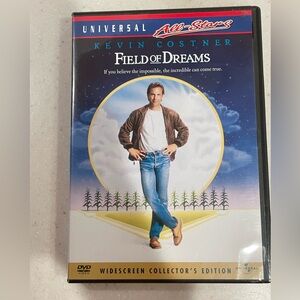 UNIVERSAL All-Stars
KEVIN COSTNER
FIELD OF DREAMS
If you believe the impossible, the incredible can come true.
DVD
WIDESCREEN COLLECTOR'S EDITION
UNIVERSAL